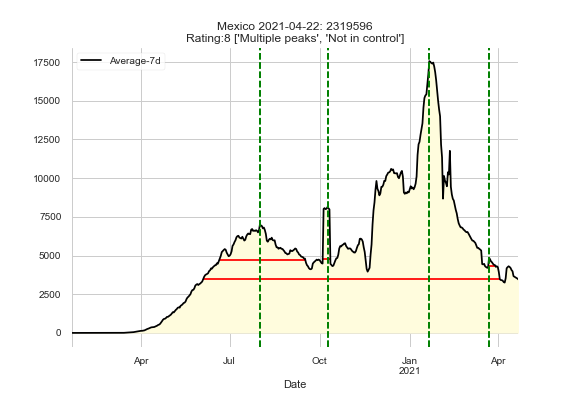 Mexico 2021-04-22: 2319596
Rating:8 ['Multiple peaks', 'Not in control']
Average-7d
17500
15000
12500
10000
7500
5000
2500
0
Apr
Jul
Oct
Jan
2021
Apr
Date